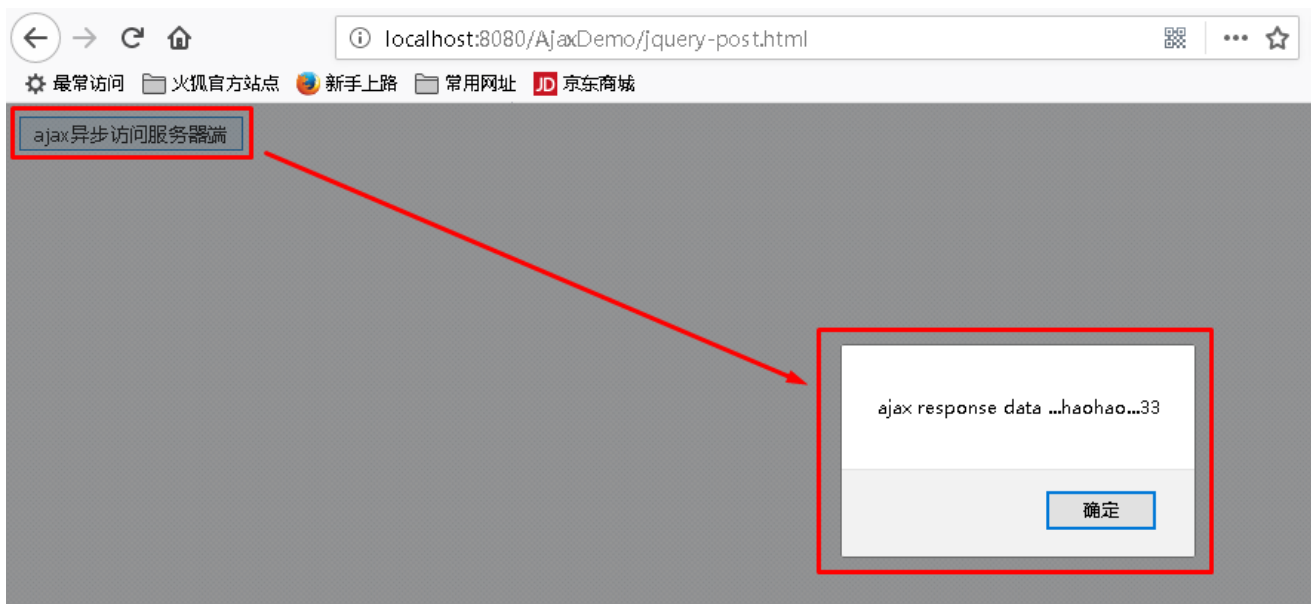 localhost:8080/AjaxDemo/jquery-post.html
最常访问 火狐官方站点 新手上路 常用网址 JD 京东商城
ajax异步访问服务器端
ajax response data ...haohao...33
确定